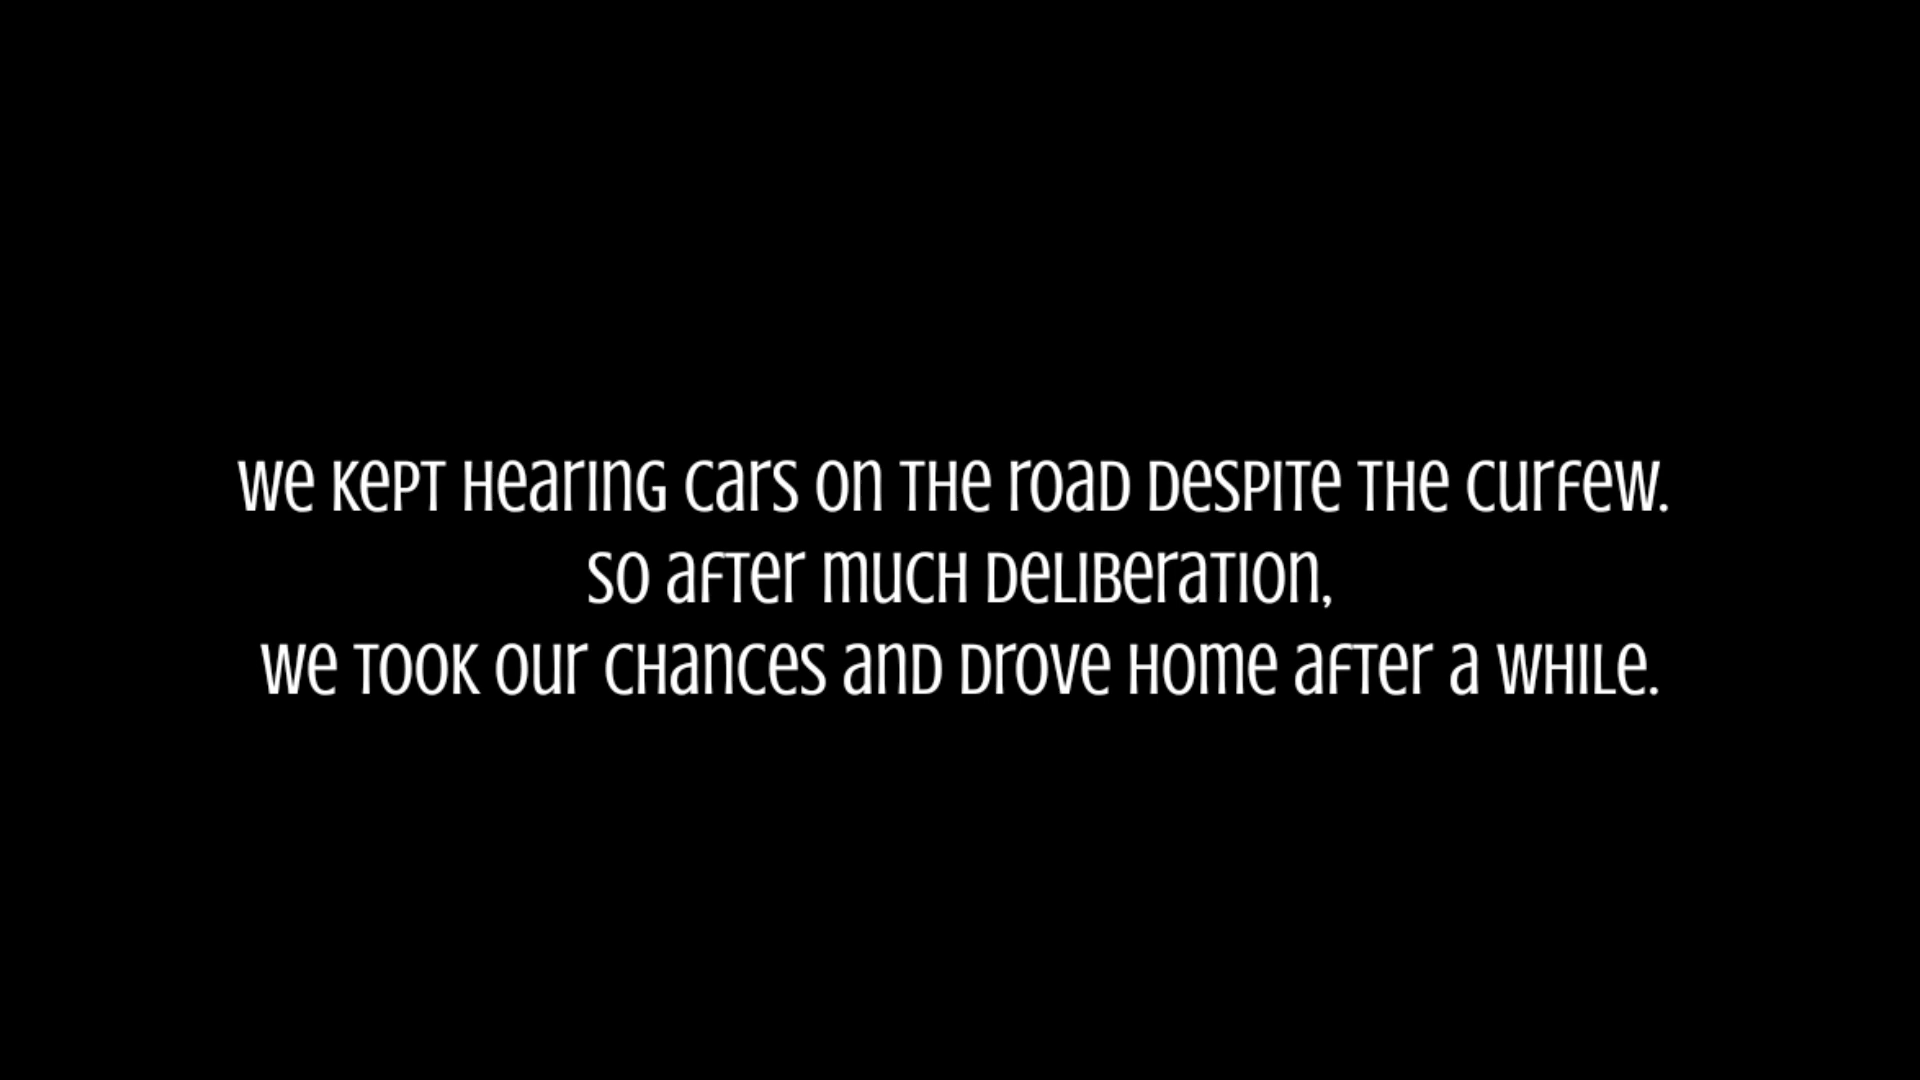 We kept hearing cars on the road despite the curfew.
So after much deliberation,
we took our chances and drove home after a while.